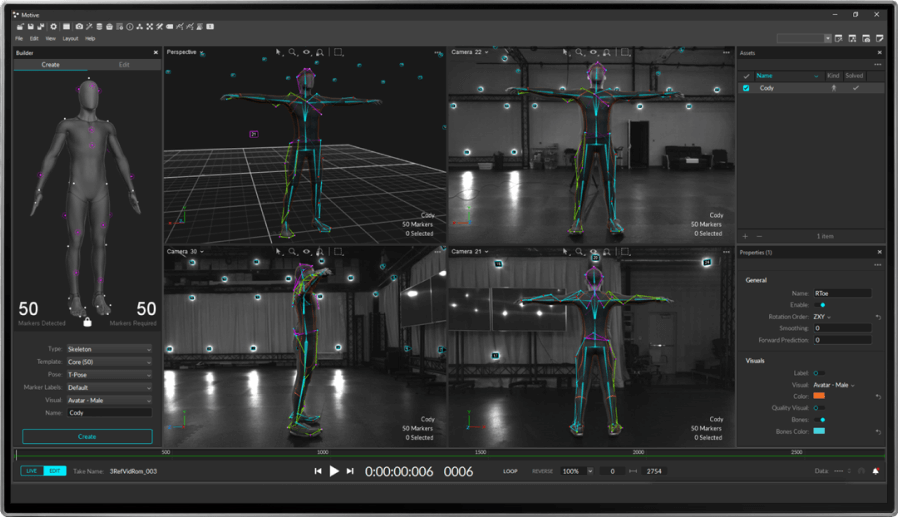 Motive
File Edit View Layout Help
Builder
Create Edit
50 50
Markers Detected Markers Required
Type: Skeleton
Template: Core (50)
Pose: T-Pose
Marker Labels: Default
Visual Avatar - Male
Name: Cody
Create
Perspective
Cody
50 Markers
0 Selected
Camera 22
Cody
50 Markers
0 Selected
Camera 30
Cody
50 Markers
0 Selected
Camera 21
Cody
50 Markers
0 Selected
Assets
Name Kind Solved
Cody
1 item
Properties (1)
General
Name: RToe
Enable:
Rotation Order: ZXY
Smoothing: 0
Forward Prediction: 0
Visuals
Label:
Visual: Avatar - Male
Color:
Quality Visual:
Bones:
Bones Color:
500 1000 1500 2000 2500
LIVE EDIT Take Name: 3RefVidRom_003 0:00:00:006 0006 LOOP REVERSE 100% 0 2754 Data: